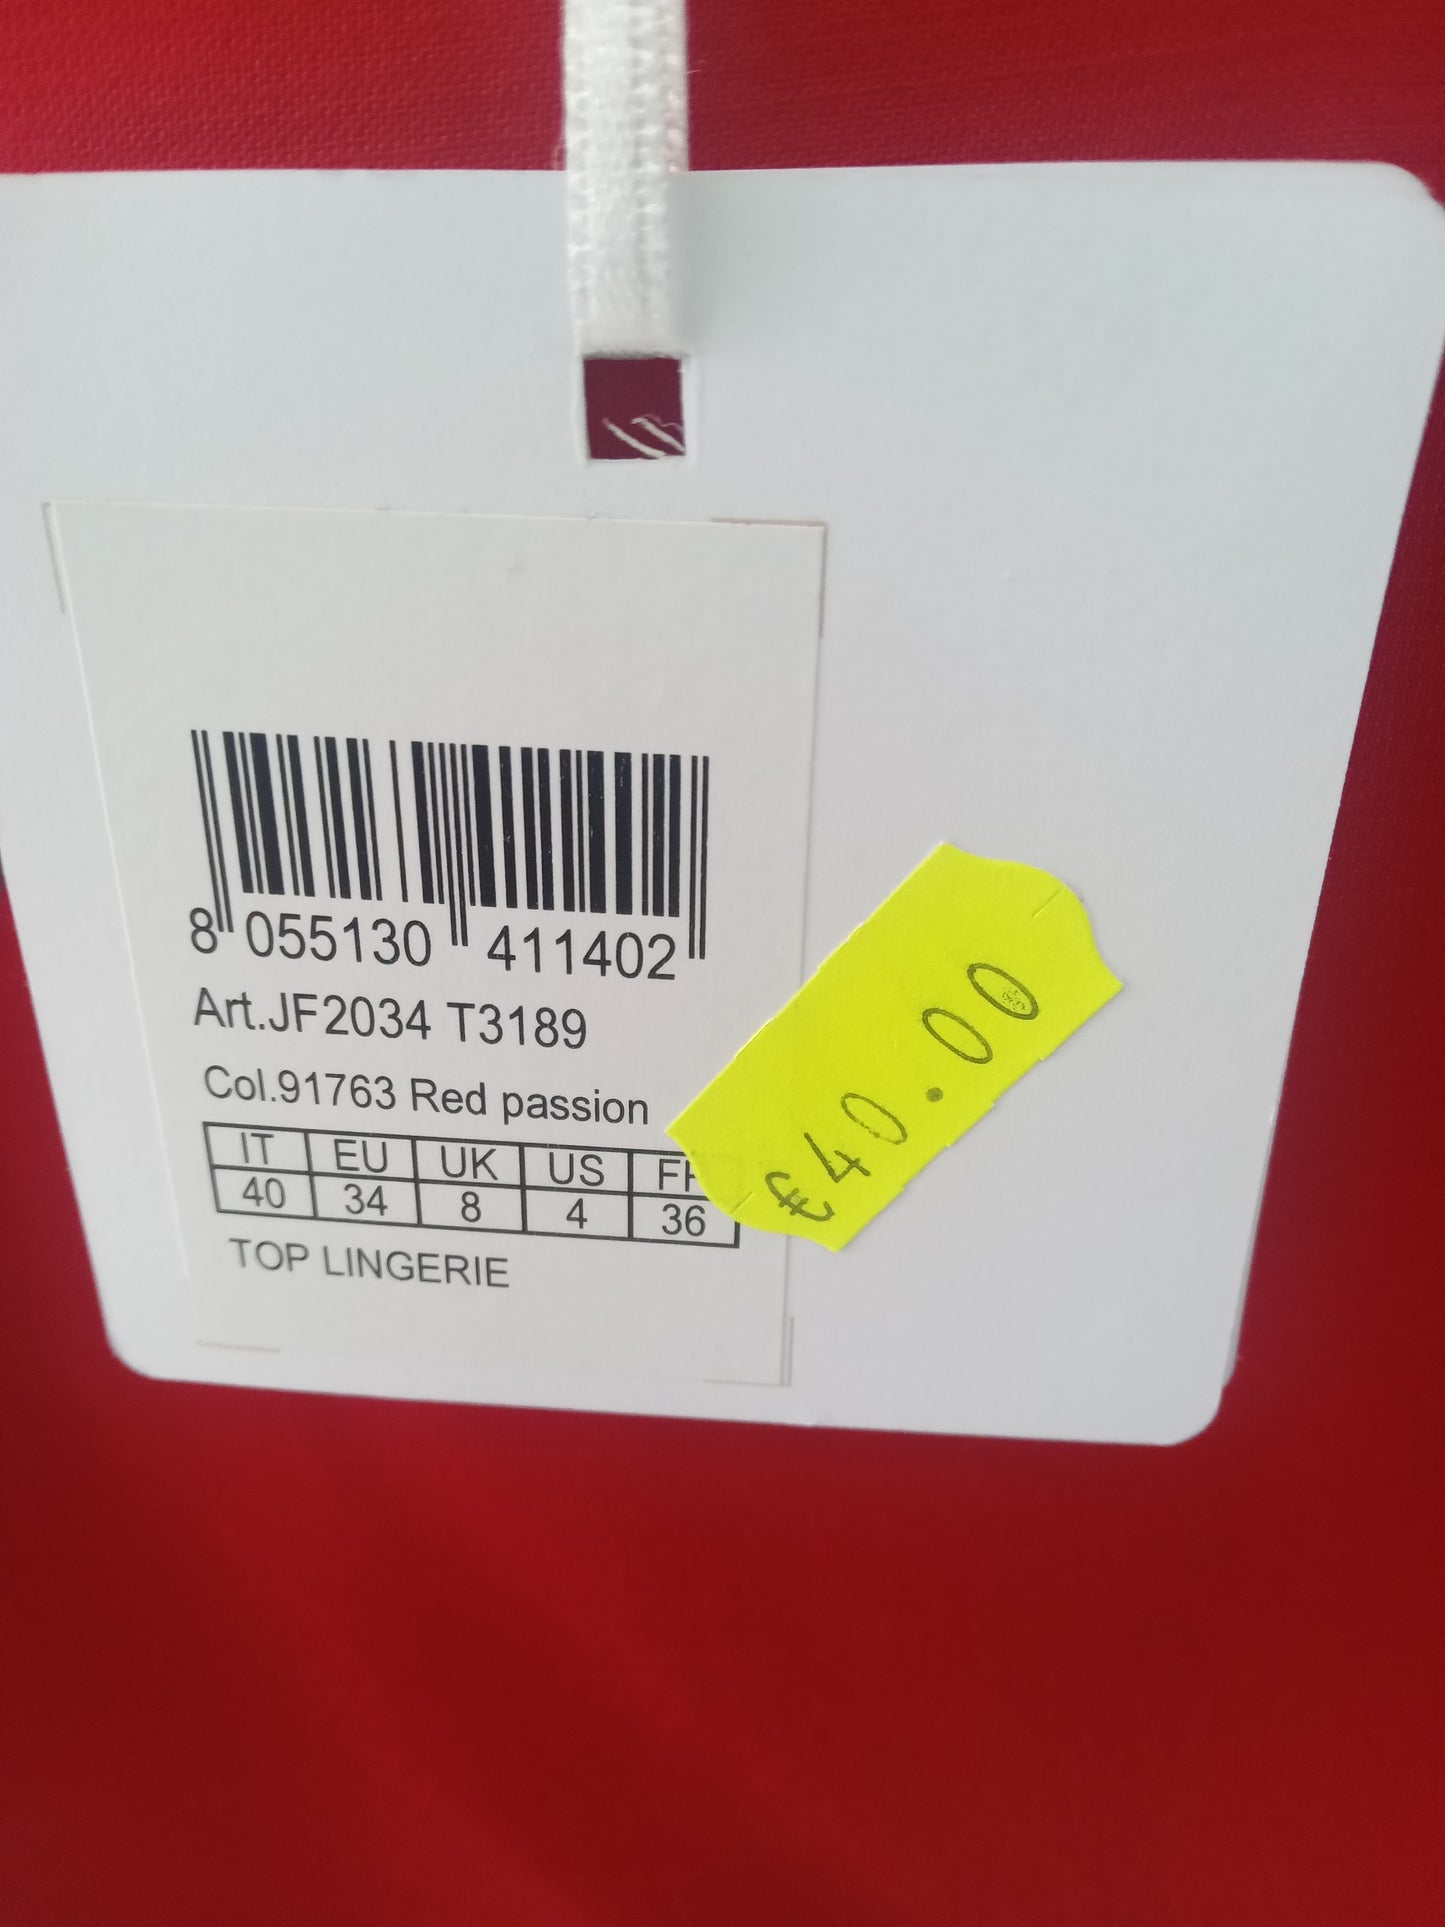 8 055130 411402
Art.JF2034 T3189
Col.91763 Red passion
IT EU UK US
40 34 8 4 36
TOP LINGERIE
€40.00